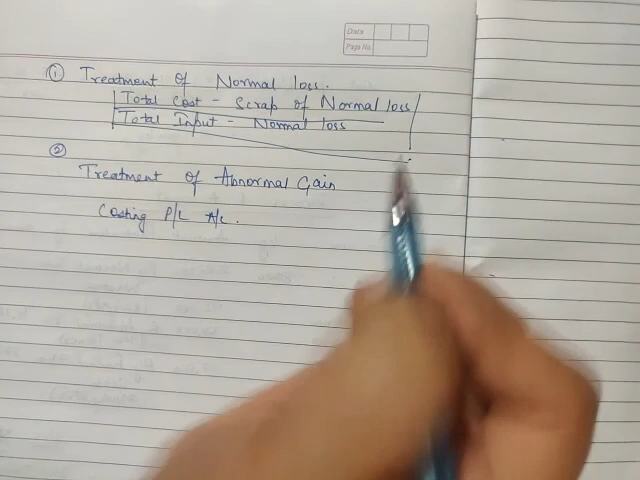 Date
Page No.
① Treatment of Normal loss.
Total Cost - Scrap of Normal loss
Total Input - Normal loss
② Treatment of Abnormal Gain
Costing P/L A/c.